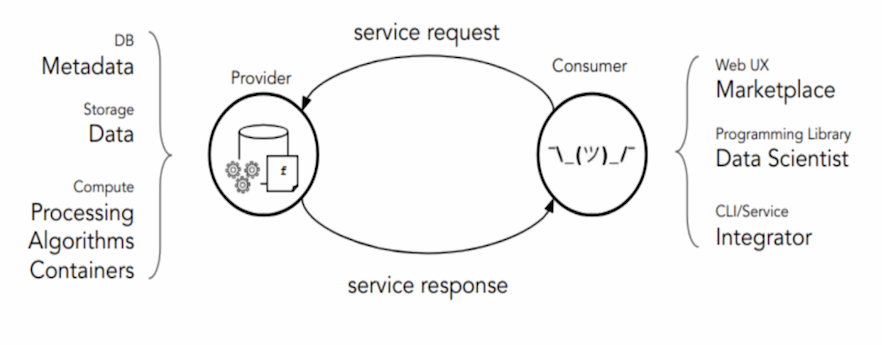 service request
DB
Metadata
Storage
Data
Compute
Processing
Algorithms
Containers
Provider
f
Consumer
¯\_(ツ)_/¯
Web UX
Marketplace
Programming Library
Data Scientist
CLI/Service
Integrator
service response